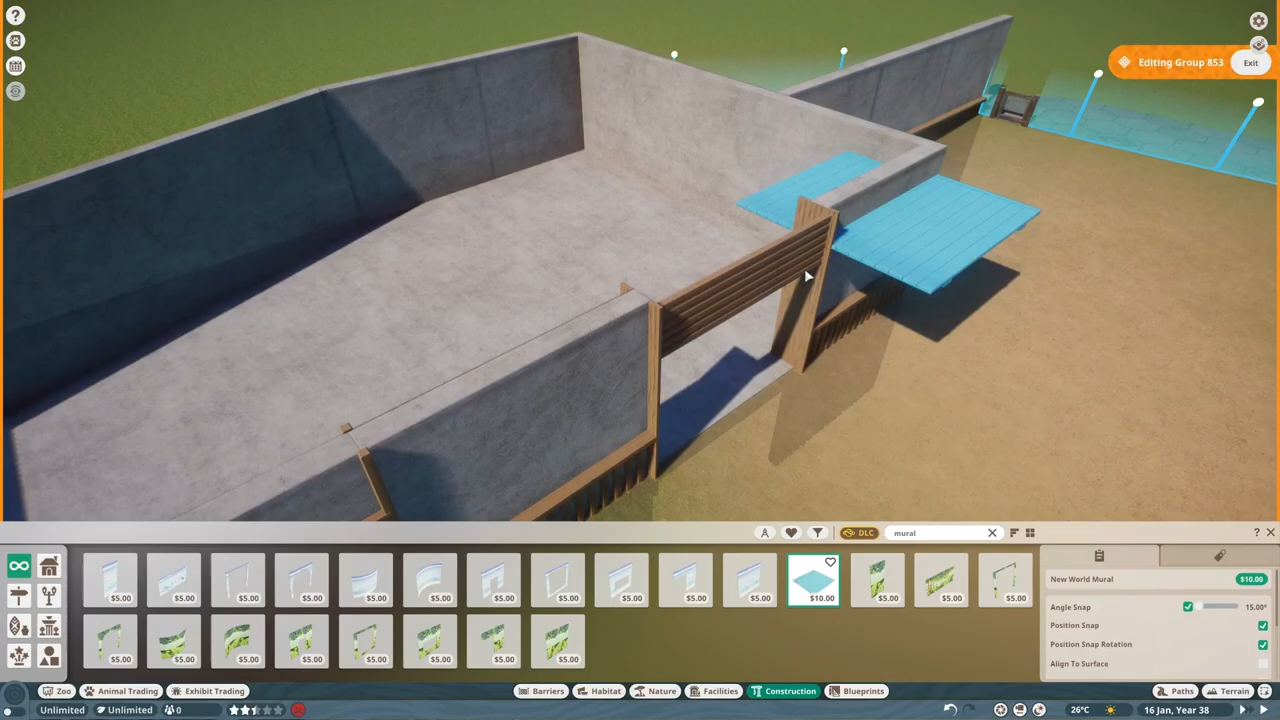 ?
Editing Group 853
Exit
DLC
mural
?
$5.00 $5.00 $5.00 $5.00 $5.00 $5.00 $5.00 $5.00 $5.00 $5.00 $5.00 $10.00 $5.00 $5.00 $5.00
$5.00 $5.00 $5.00 $5.00 $5.00 $5.00 $5.00 $5.00
New World Mural $10.00
Angle Snap 15.00°
Position Snap
Position Snap Rotation
Align To Surface
Zoo Animal Trading Exhibit Trading Barriers Habitat Nature Facilities Construction Blueprints Paths Terrain
Unlimited Unlimited 0 26°C 16 Jan, Year 38